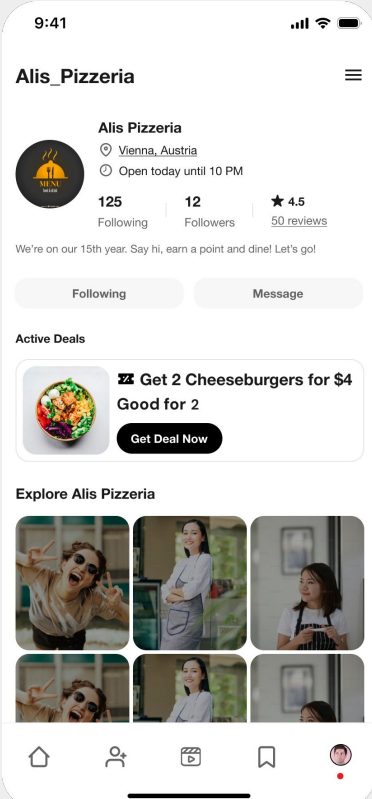 9:41
Alis_Pizzeria
Alis Pizzeria
Vienna, Austria
Open today until 10 PM
125
Following
12
Followers
4.5
50 reviews
MENU
We're on our 15th year. Say hi, earn a point and dine! Let's go!
Following
Message
Active Deals
Get 2 Cheeseburgers for $4
Good for 2
Get Deal Now
Explore Alis Pizzeria